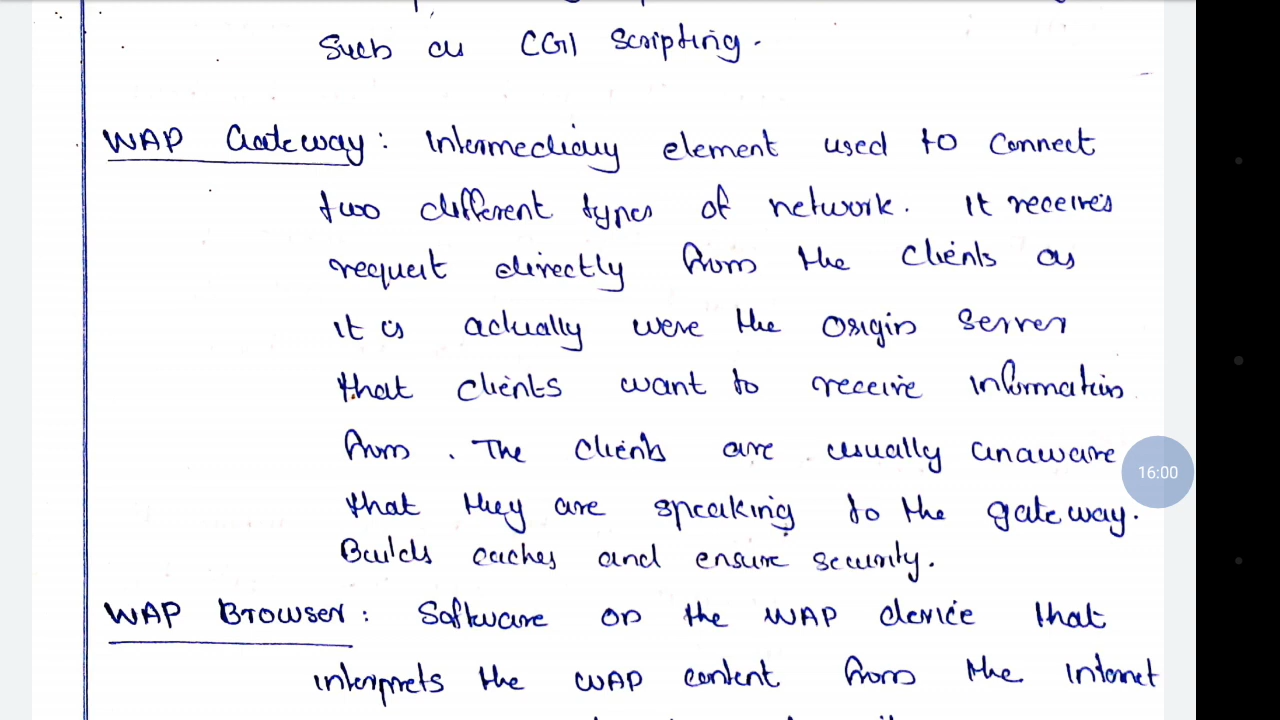 such as CGI scripting.
WAP Gateway: Intermediary element used to connect
two different types of network. It receives
request directly from the clients as
it is actually were the origin server
that clients want to receive information
from. The clients are usually unaware
that they are speaking to the gateway.
Builds caches and ensure security.
16:00
WAP Browser: Software on the WAP device that
interprets the WAP content from the internet